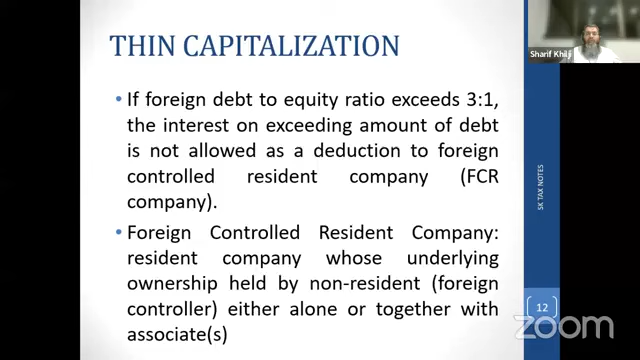 THIN CAPITALIZATION
Sharif Khilji
• If foreign debt to equity ratio exceeds 3:1,
the interest on exceeding amount of debt
is not allowed as a deduction to foreign
controlled resident company (FCR
company).
• Foreign Controlled Resident Company:
resident company whose underlying
ownership held by non-resident (foreign
controller) either alone or together with
associate(s)
SK TAX NOTES
12
zoom